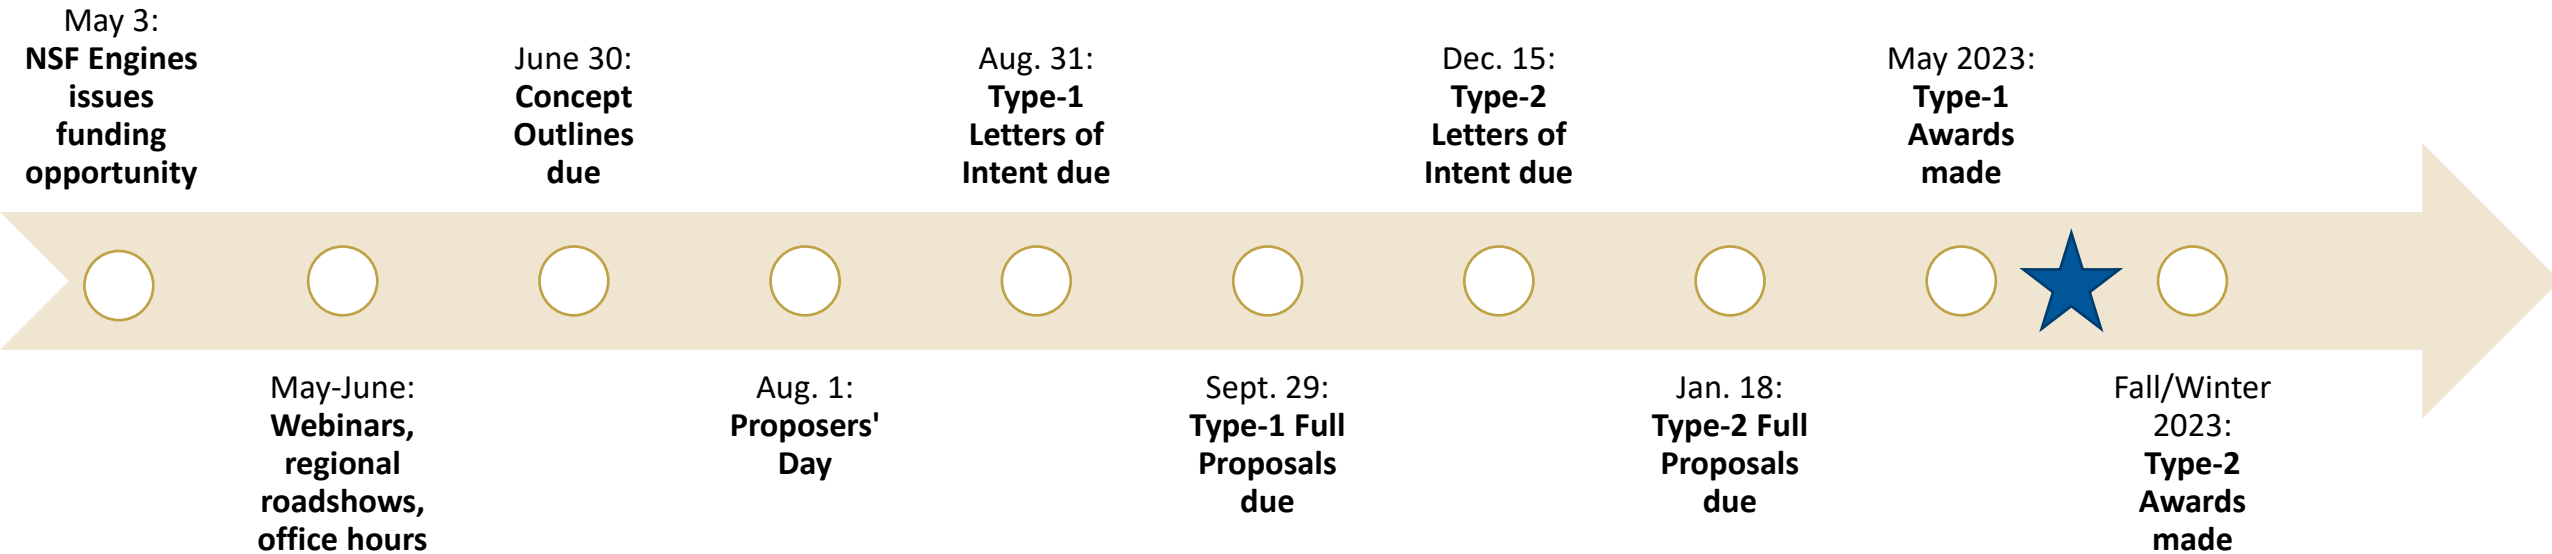 May 3:
NSF Engines
issues
funding
opportunity
May-June:
Webinars,
regional
roadshows,
office hours
June 30:
Concept
Outlines
due
Aug. 1:
Proposers'
Day
Aug. 31:
Type-1
Letters of
Intent due
Sept. 29:
Type-1 Full
Proposals
due
Dec. 15:
Type-2
Letters of
Intent due
Jan. 18:
Type-2 Full
Proposals
due
May 2023:
Type-1
Awards
made
Fall/Winter
2023:
Type-2
Awards
made